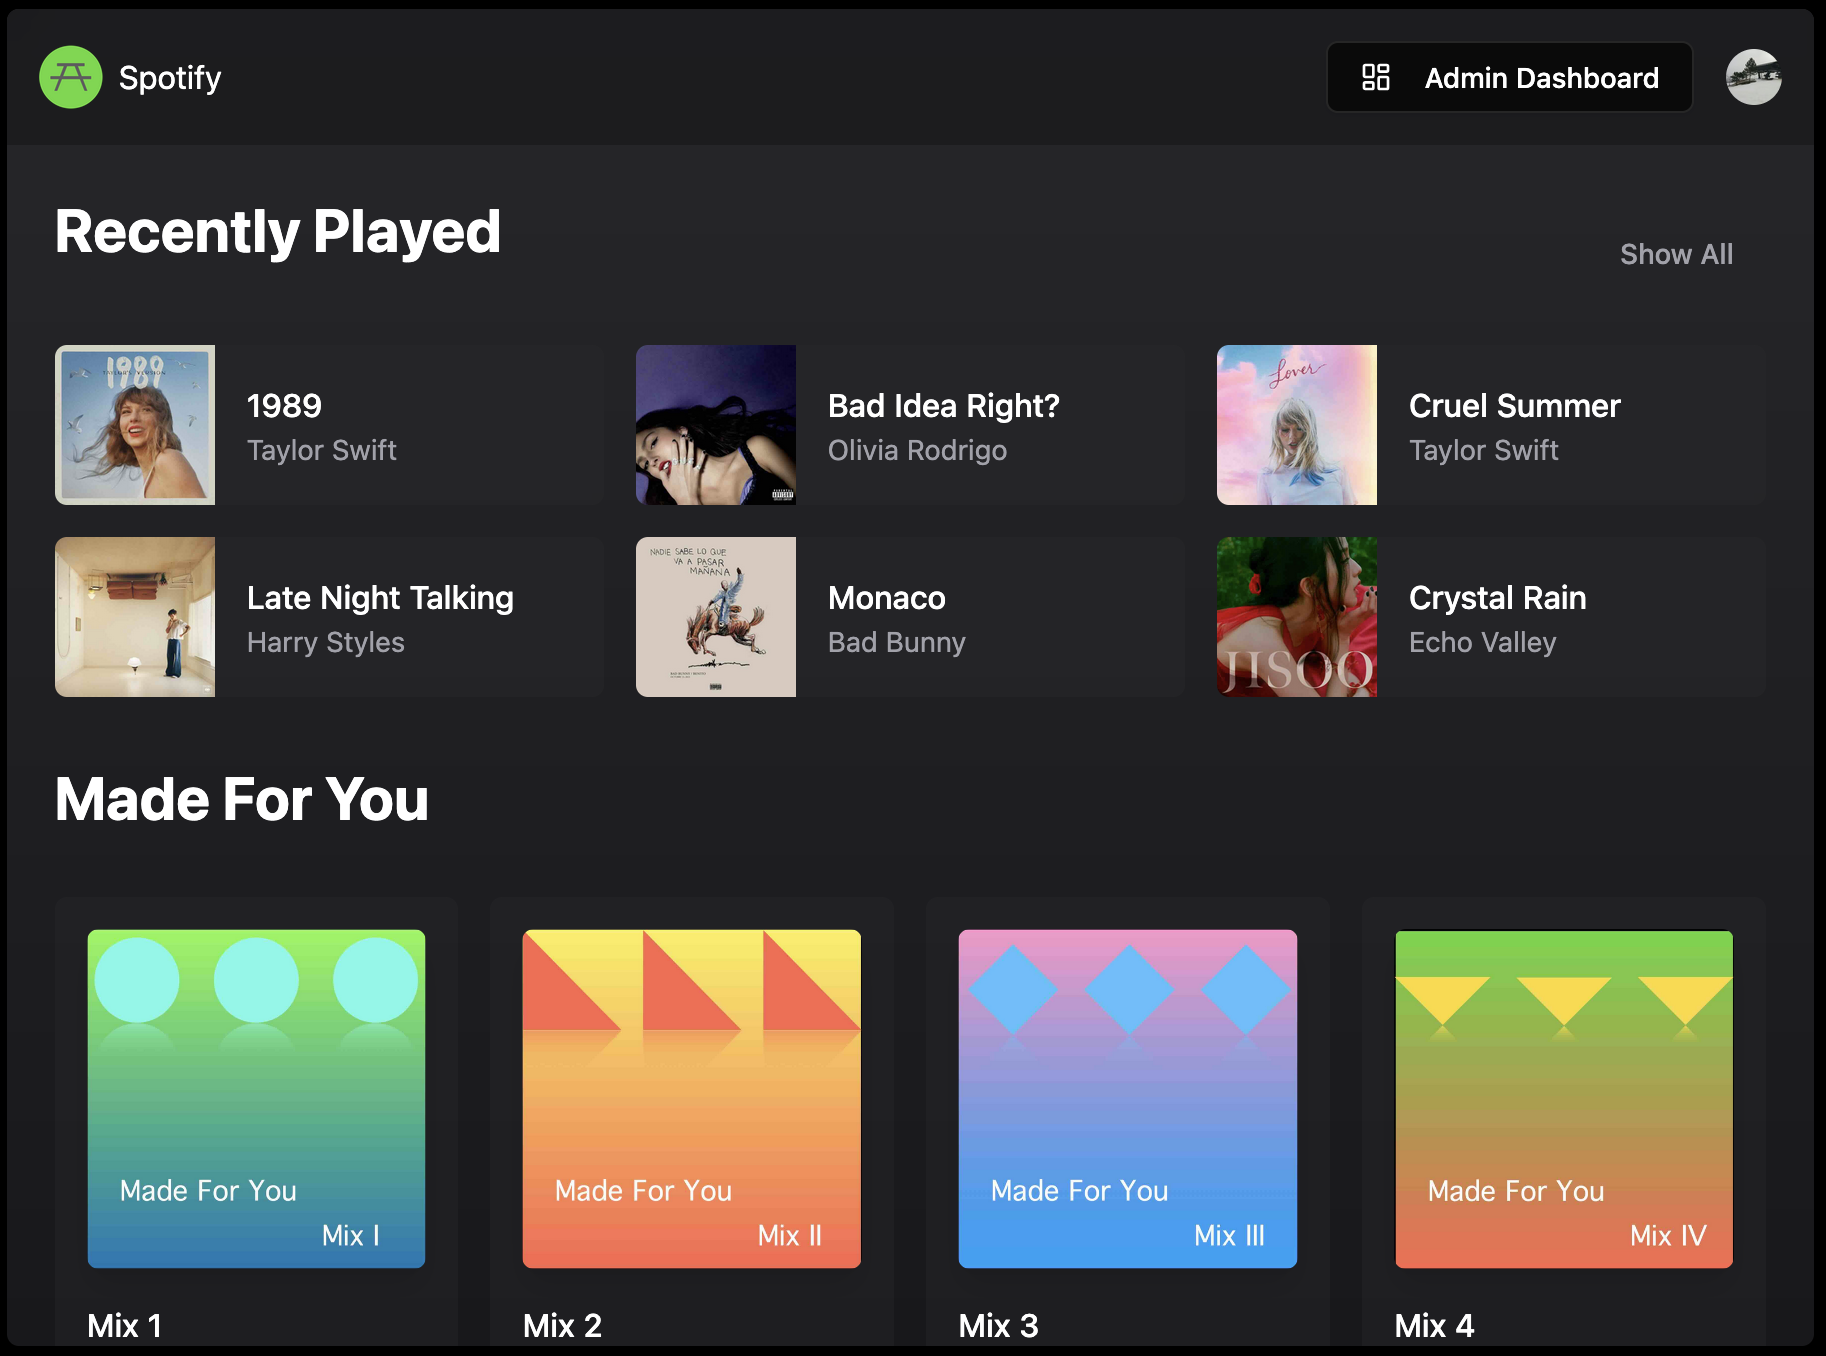 Spotify
Admin Dashboard
Recently Played
Show All
1989
TAYLOR'S VERSION
1989
Taylor Swift
Bad Idea Right?
Olivia Rodrigo
Lover
Cruel Summer
Taylor Swift
Late Night Talking
Harry Styles
NADIE SABE LO QUE
VA A PASAR
MAÑANA
Monaco
Bad Bunny
JISOO
Crystal Rain
Echo Valley
Made For You
Made For You
Mix I
Made For You
Mix II
Made For You
Mix III
Made For You
Mix IV
Mix 1
Mix 2
Mix 3
Mix 4